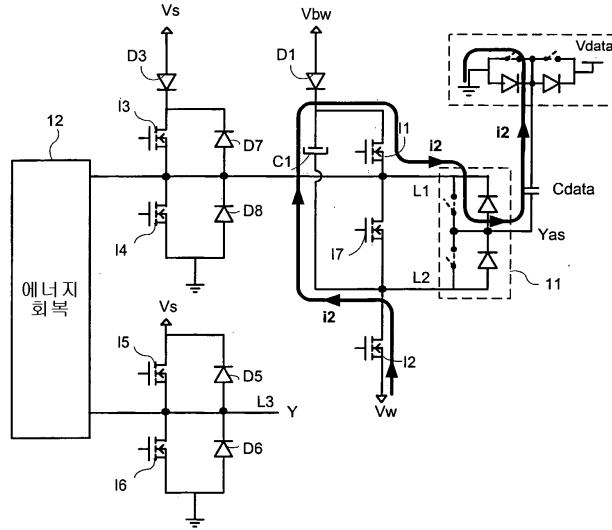 Vs
Vbw
Vdata
D3
D1
12
I3
D7
I1
i2
i2
C1
L1
Cdata
I4
D8
Yas
I7
에너지
회복
L2
11
Vs
i2
I5
D5
I2
L3
Y
Vw
D6
I6